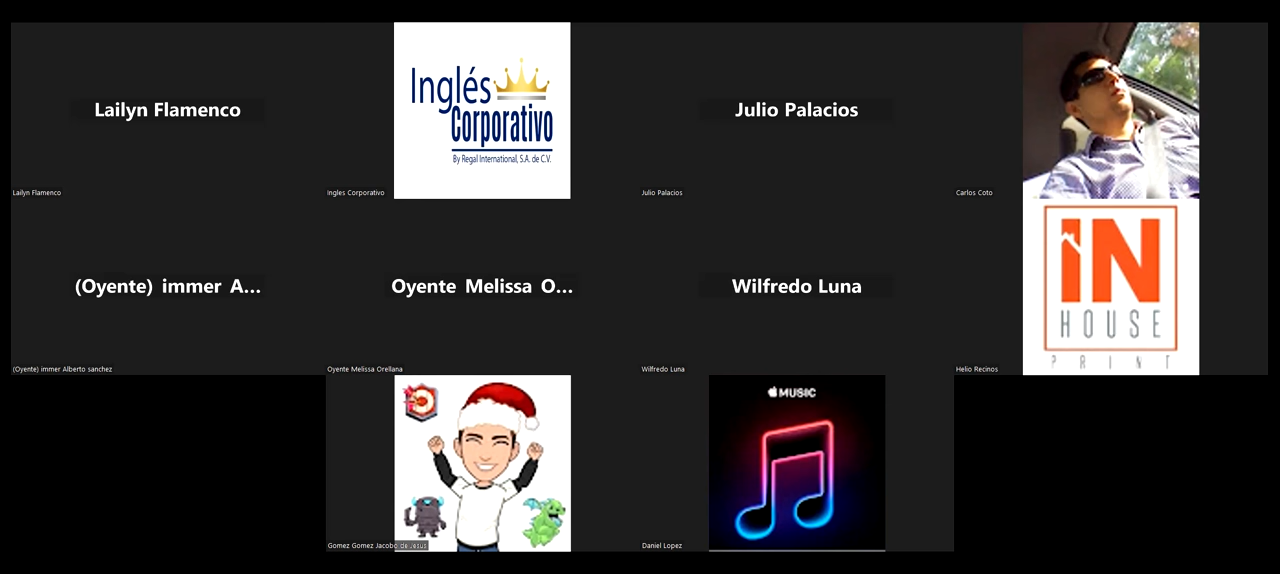 Lailyn Flamenco
Inglés
Corporativo
By Regal International, S.A. de C.V.
Julio Palacios
Lailyn Flamenco
Ingles Corporativo
Julio Palacios
Carlos Coto
(Oyente) immer A...
Oyente Melissa O...
Wilfredo Luna
iN
HOUSE
PRINT
(Oyente) immer Alberto sanchez
Oyente Melissa Orellana
Wilfredo Luna
Helio Recinos
MUSIC
Gomez Gomez Jacobo de Jesus
Daniel Lopez